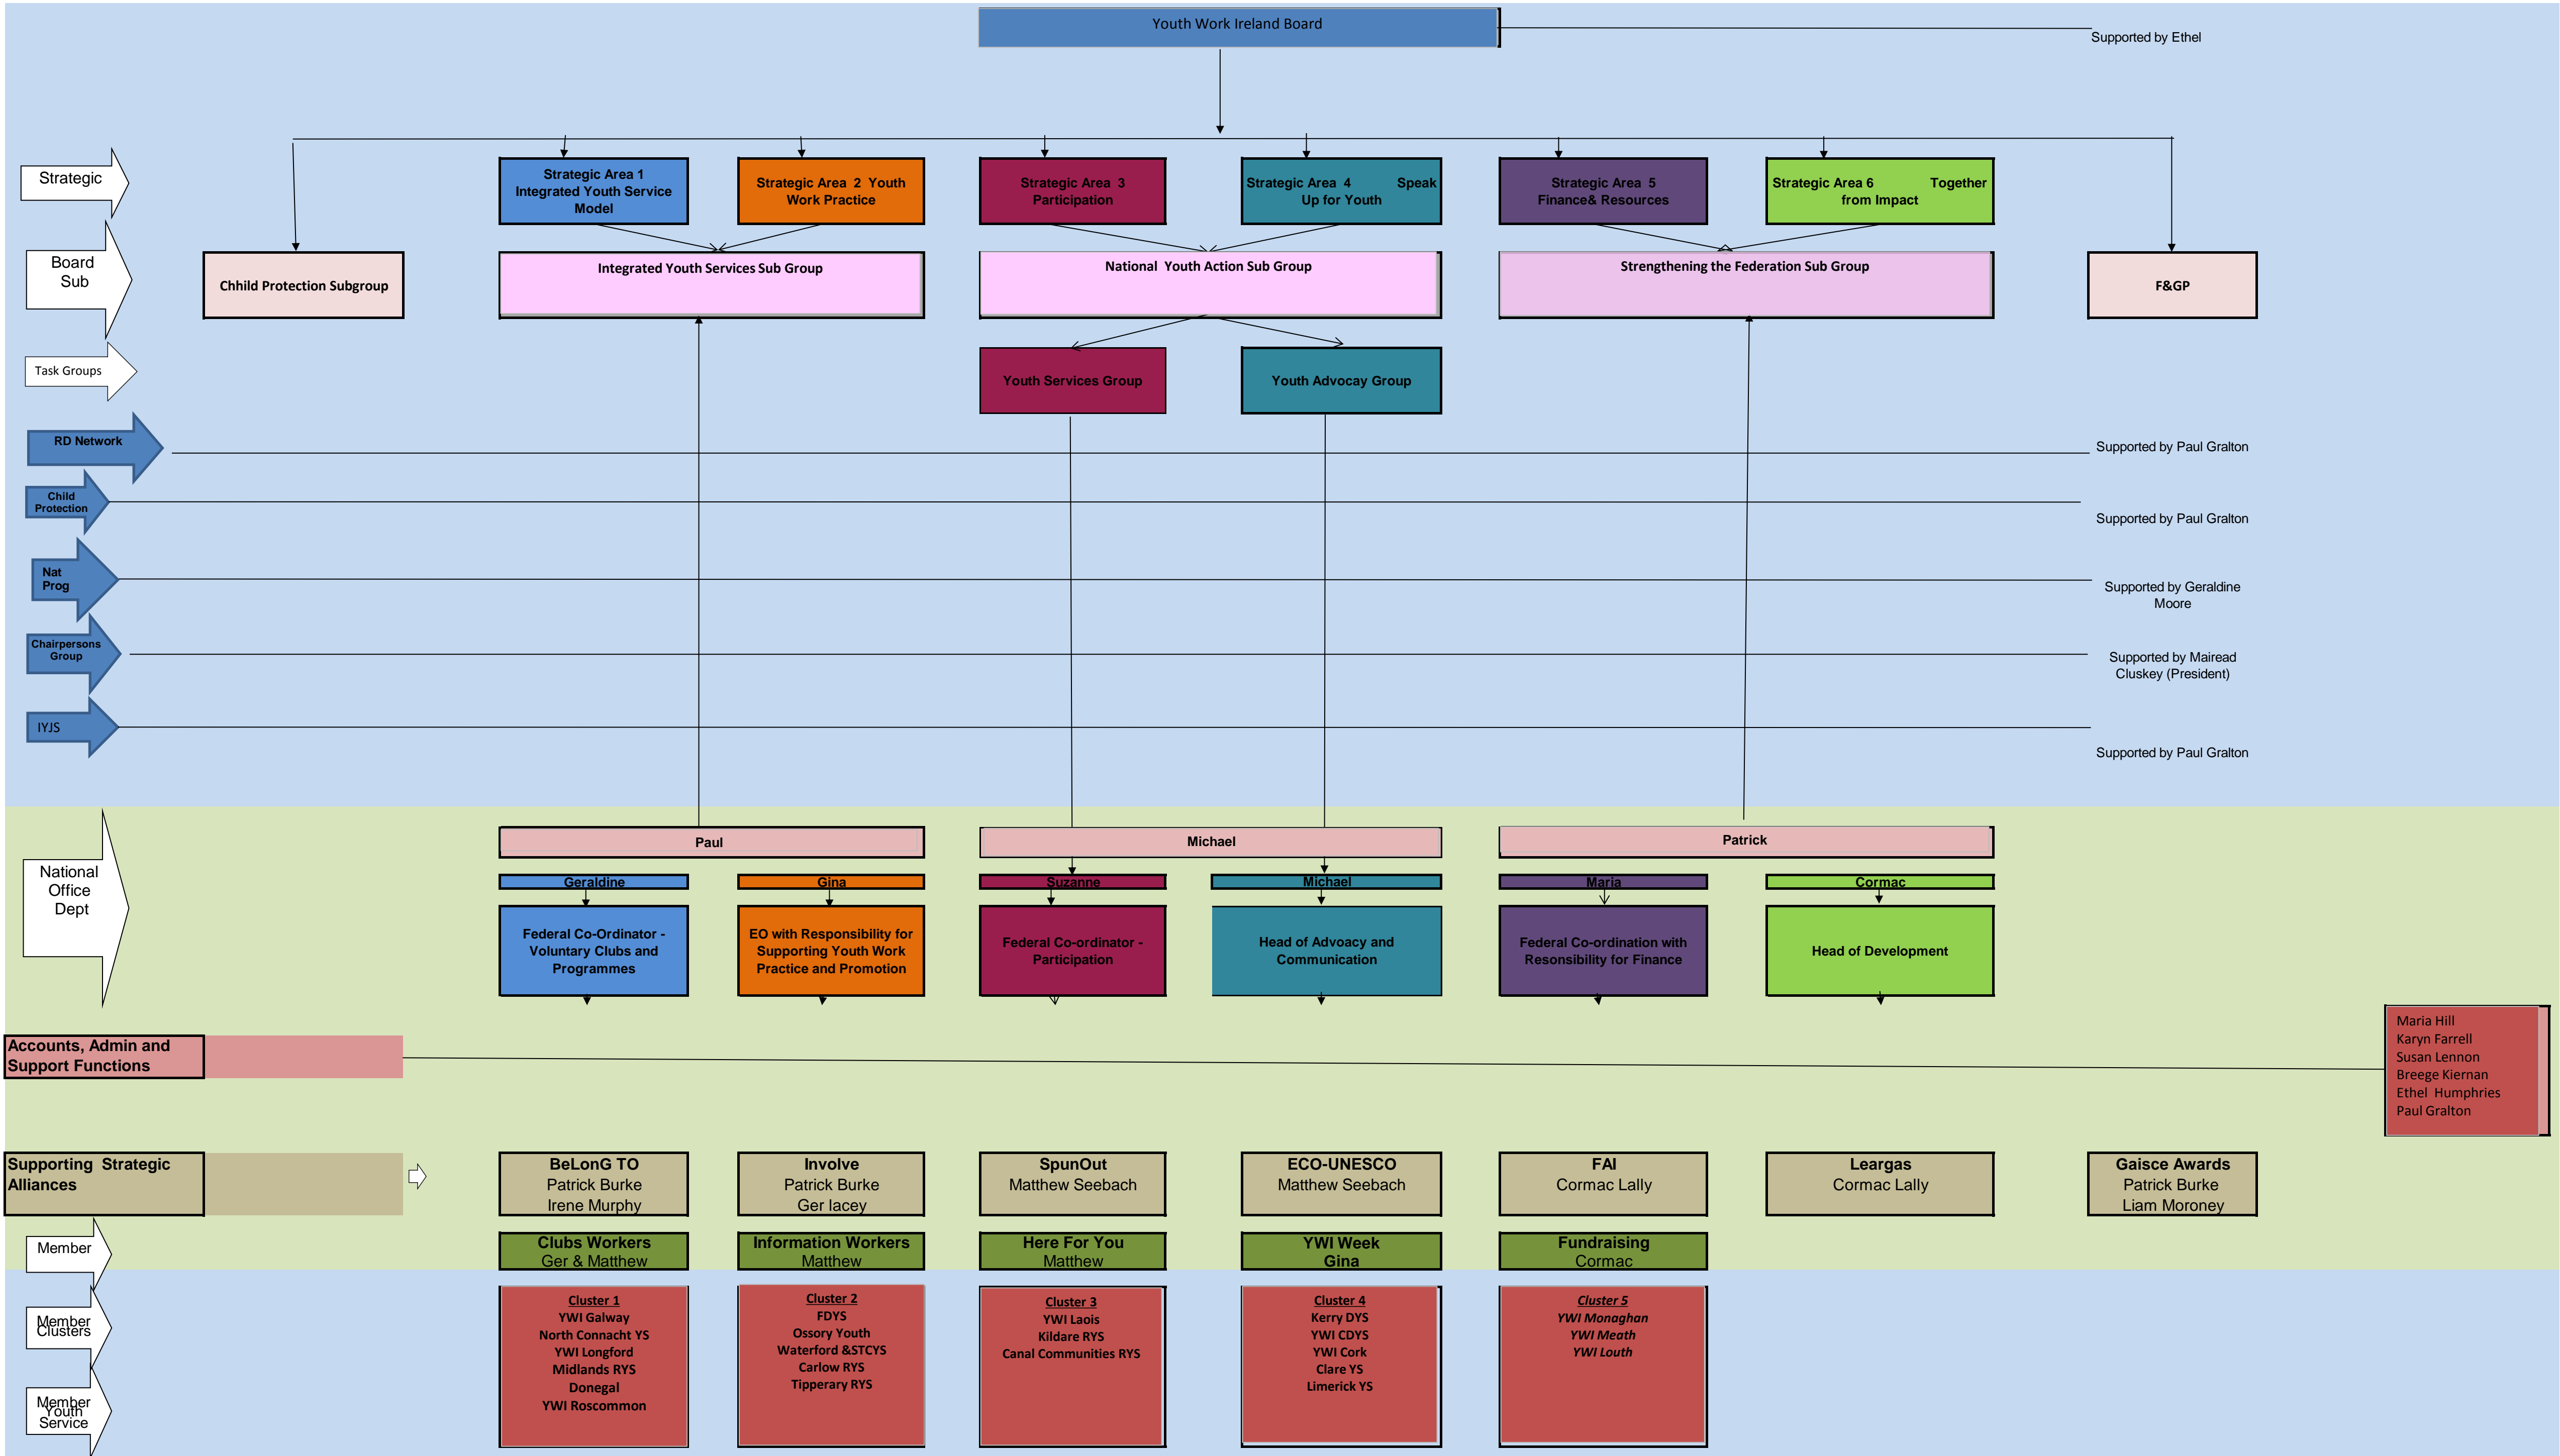 Youth Work Ireland Board
Supported by Ethel
Strategic
Strategic Area 1
Integrated Youth Service
Model
Strategic Area 2 Youth
Work Practice
Strategic Area 3
Participation
Strategic Area 4 Speak
Up for Youth
Strategic Area 5
Finance& Resources
Strategic Area 6 Together
from Impact
Board
Sub
Chhild Protection Subgroup
Integrated Youth Services Sub Group
National Youth Action Sub Group
Strengthening the Federation Sub Group
F&GP
Task Groups
Youth Services Group
Youth Advocay Group
RD Network
Supported by Paul Gralton
Child
Protection
Supported by Paul Gralton
Nat
Prog
Supported by Geraldine
Moore
Chairpersons
Group
Supported by Mairead
Cluskey (President)
IYJS
Supported by Paul Gralton
National
Office
Dept
Paul
Michael
Patrick
Geraldine
Gina
Suzanne
Michael
Maria
Cormac
Federal Co-Ordinator -
Voluntary Clubs and
Programmes
EO with Responsibility for
Supporting Youth Work
Practice and Promotion
Federal Co-ordinator -
Participation
Head of Advoacy and
Communication
Federal Co-ordination with
Resonsibility for Finance
Head of Development
Accounts, Admin and
Support Functions
Maria Hill
Karyn Farrell
Susan Lennon
Breege Kiernan
Ethel Humphries
Paul Gralton
Supporting Strategic
Alliances
BeLonG TO
Patrick Burke
Irene Murphy
Involve
Patrick Burke
Ger lacey
SpunOut
Matthew Seebach
ECO-UNESCO
Matthew Seebach
FAI
Cormac Lally
Leargas
Cormac Lally
Gaisce Awards
Patrick Burke
Liam Moroney
Member
Clubs Workers
Ger & Matthew
Information Workers
Matthew
Here For You
Matthew
YWI Week
Gina
Fundraising
Cormac
Member
Clusters
Cluster 1
YWI Galway
North Connacht YS
YWI Longford
Midlands RYS
Donegal
YWI Roscommon
Cluster 2
FDYS
Ossory Youth
Waterford &STCYS
Carlow RYS
Tipperary RYS
Cluster 3
YWI Laois
Kildare RYS
Canal Communities RYS
Cluster 4
Kerry DYS
YWI CDYS
YWI Cork
Clare YS
Limerick YS
Cluster 5
YWI Monaghan
YWI Meath
YWI Louth
Member
Youth
Service